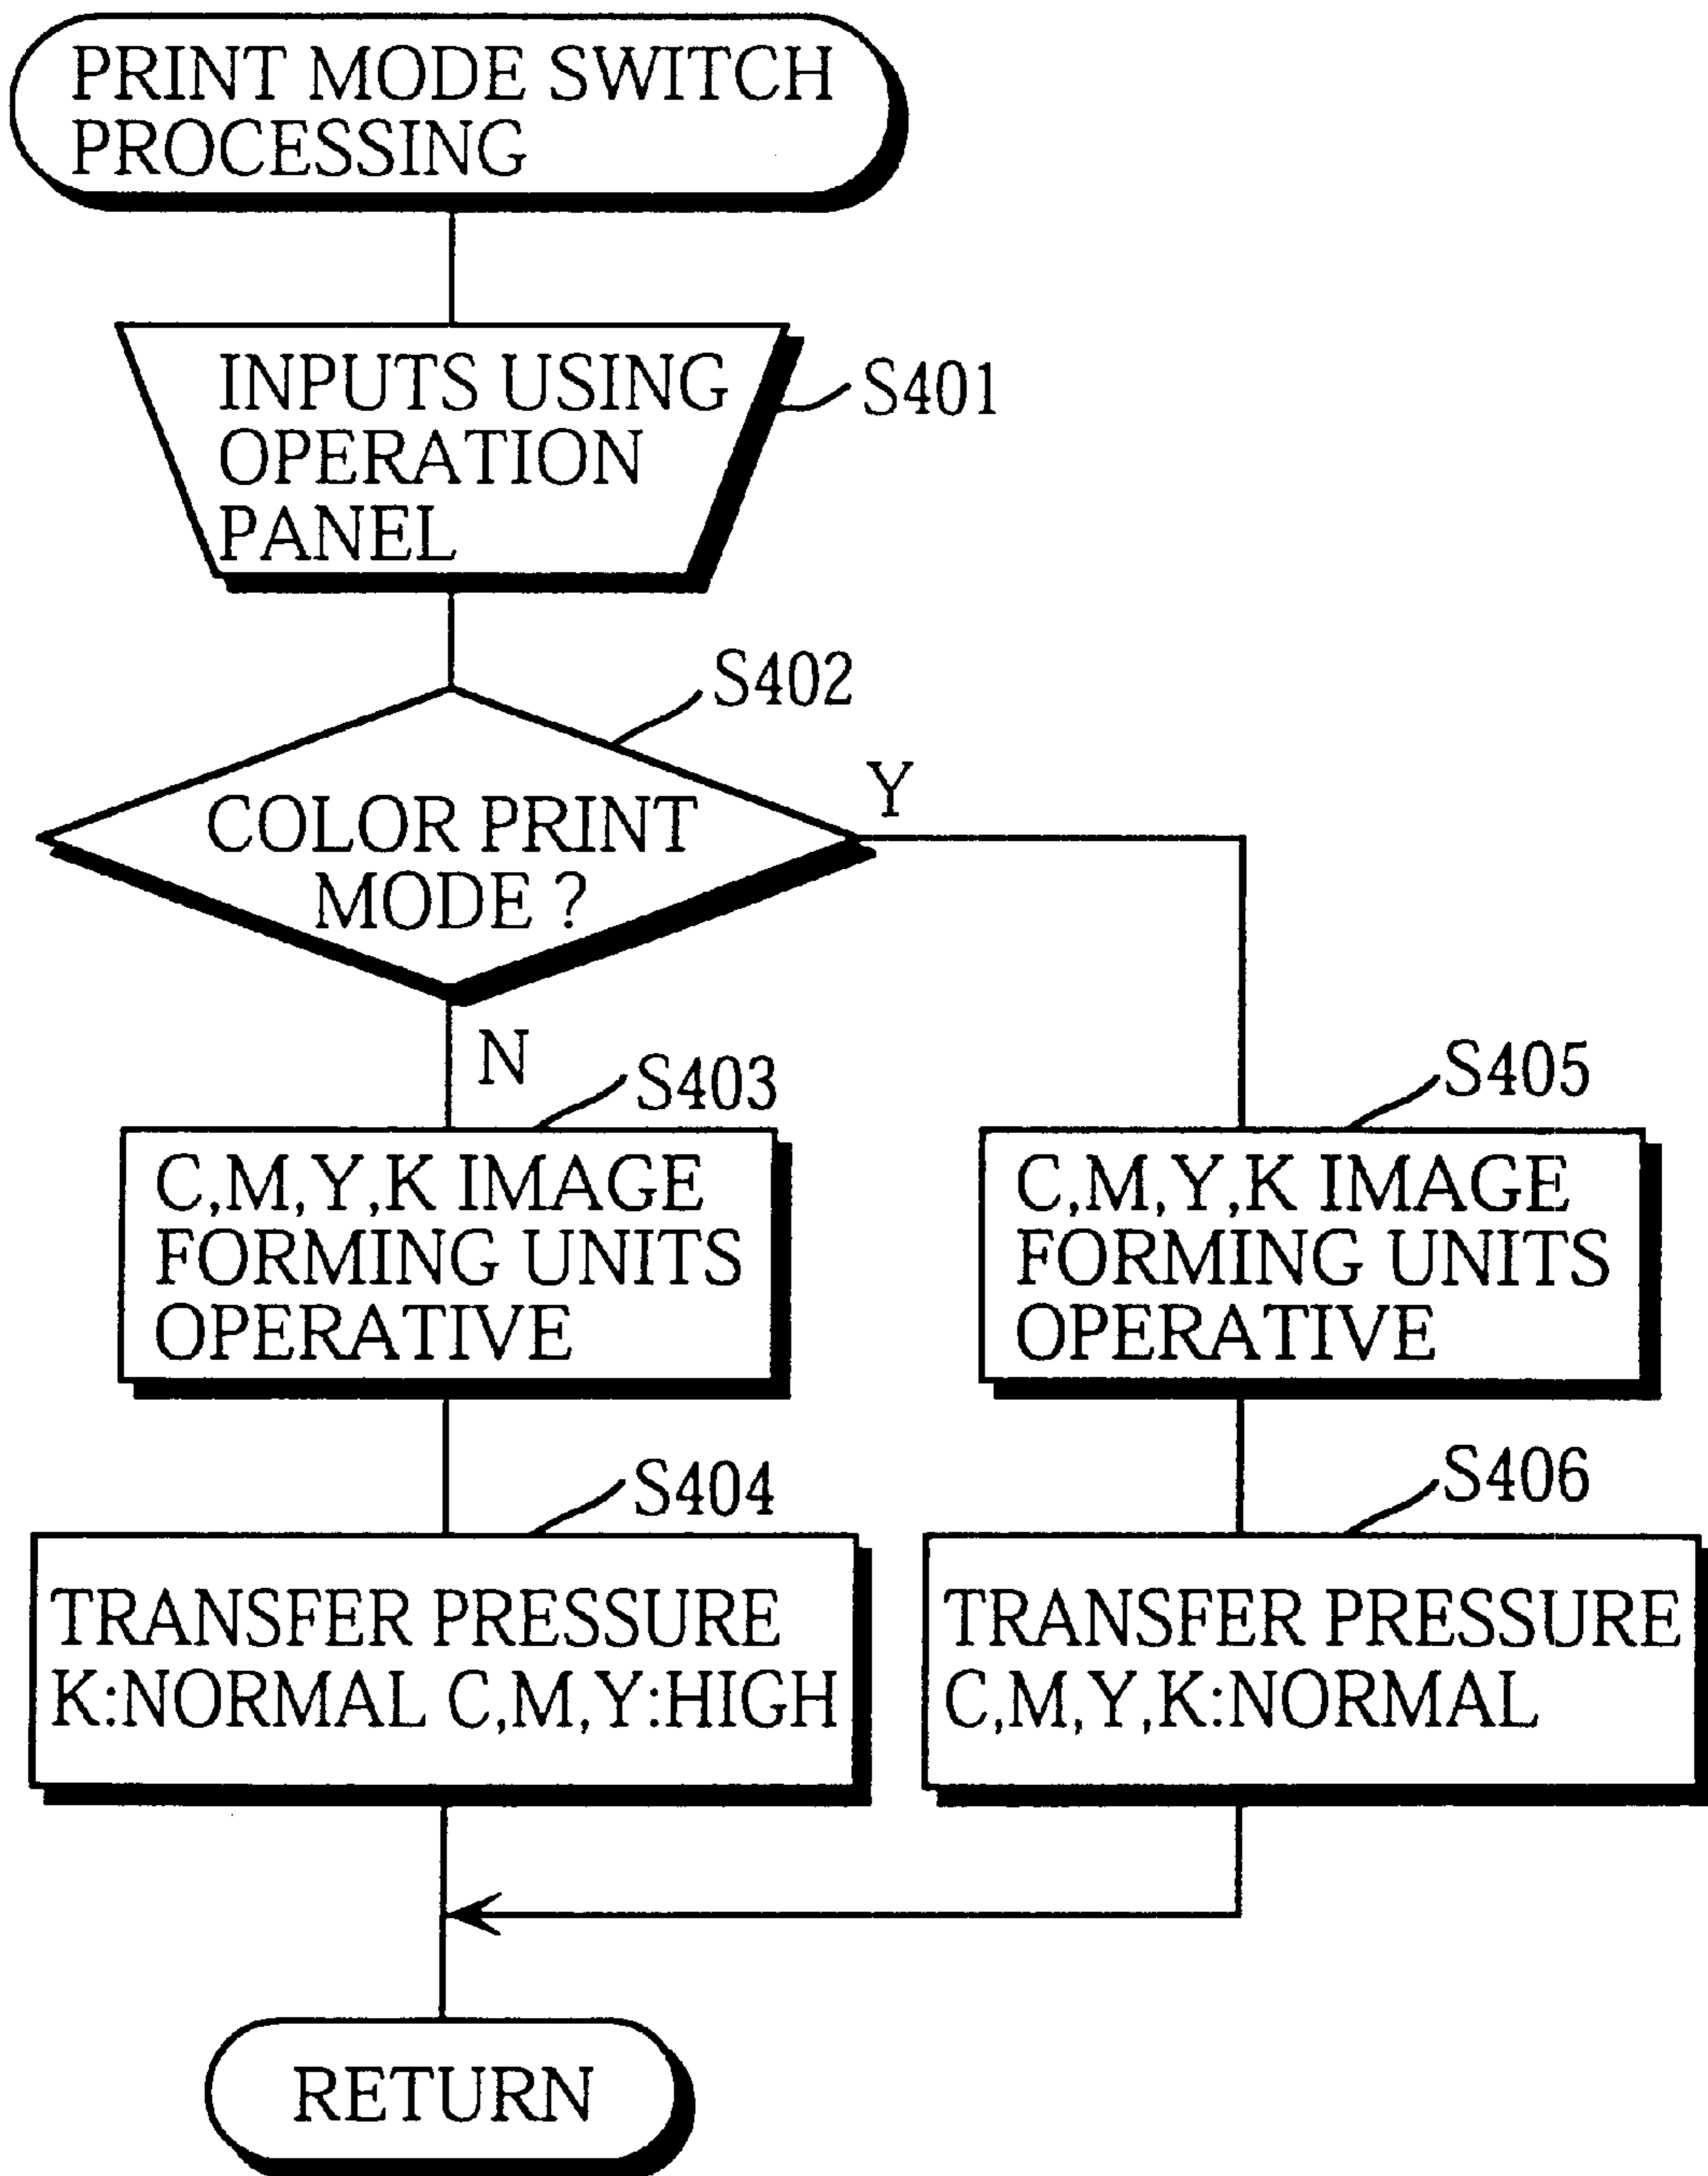 PRINT MODE SWITCH
PROCESSING
INPUTS USING
OPERATION
PANEL
S401
S402
COLOR PRINT
MODE ?
Y
N
S403
C,M,Y,K IMAGE
FORMING UNITS
OPERATIVE
S404
TRANSFER PRESSURE
K:NORMAL C,M,Y:HIGH
S405
C,M,Y,K IMAGE
FORMING UNITS
OPERATIVE
S406
TRANSFER PRESSURE
C,M,Y,K:NORMAL
RETURN